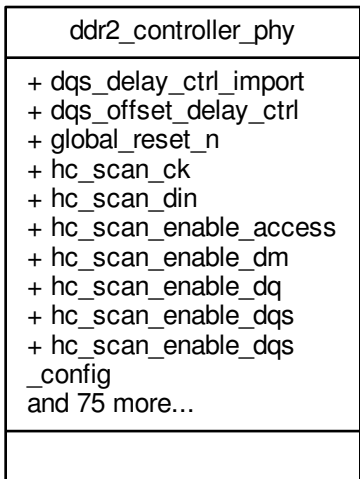 ddr2_controller_phy
+ dqs_delay_ctrl_import
+ dqs_offset_delay_ctrl
+ global_reset_n
+ hc_scan_ck
+ hc_scan_din
+ hc_scan_enable_access
+ hc_scan_enable_dm
+ hc_scan_enable_dq
+ hc_scan_enable_dqs
+ hc_scan_enable_dqs
_config
and 75 more...